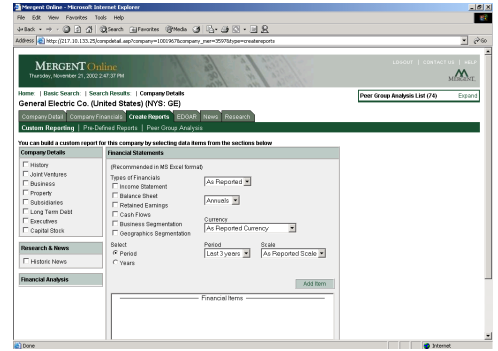 Mergent Online - Microsoft Internet Explorer
File Edit View Favorites Tools Help
Back Search Favorites Media
Address http://217.10.133.25/compdetail.asp?company=1001967&company_mer=3597&type=createreports Go
MERGENT Online
Thursday, November 21, 2002 2:47:37 PM
LOGOUT | CONTACT US | HELP
MERGENT
Home: | Basic Search: | Search Results: | Company Details
Peer Group Analysis List (74) Expand
General Electric Co. (United States) (NYS: GE)
Company Detail Company Financials Create Reports EDGAR News Research
Custom Reporting | Pre-Defined Reports | Peer Group Analysis
You can build a custom report for this company by selecting data items from the sections below
Company Details
History
Joint Ventures
Business
Property
Subsidiaries
Long Term Debt
Executives
Capital Stock
Research & News
Historic News
Financial Analysis
Financial Statements
(Recommended in MS Excel format)
Types of Financials
As Reported
Income Statement
Balance Sheet
Annuals
Retained Earnings
Cash Flows
Business Segmentation
Currency
Geographics Segmentation
As Reported Currency
Select Period Scale
Period Last 3 years As Reported Scale
Years
Add Item
Financial Items
Done Internet